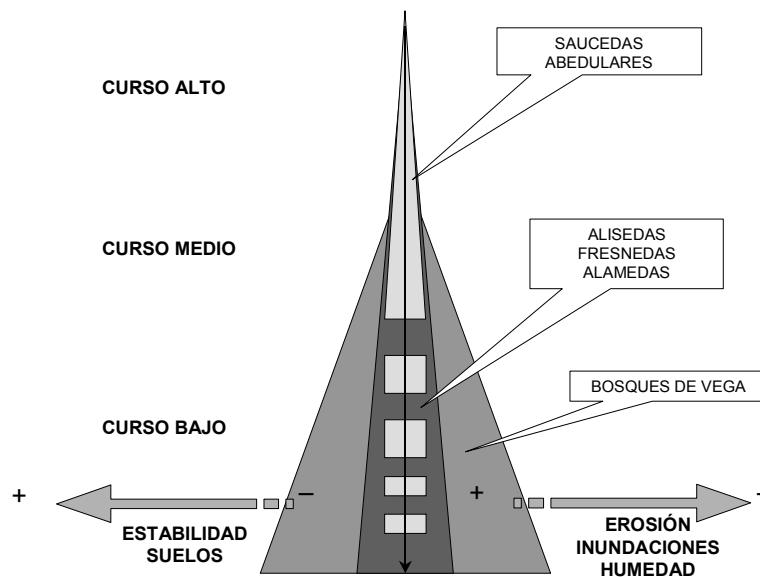 SAUCEDAS
ABEDULARES
CURSO ALTO
CURSO MEDIO
ALISEDAS
FRESNEDAS
ALAMEDAS
BOSQUES DE VEGA
CURSO BAJO
+
−
+
-
ESTABILIDAD
SUELOS
EROSIÓN
INUNDACIONES
HUMEDAD